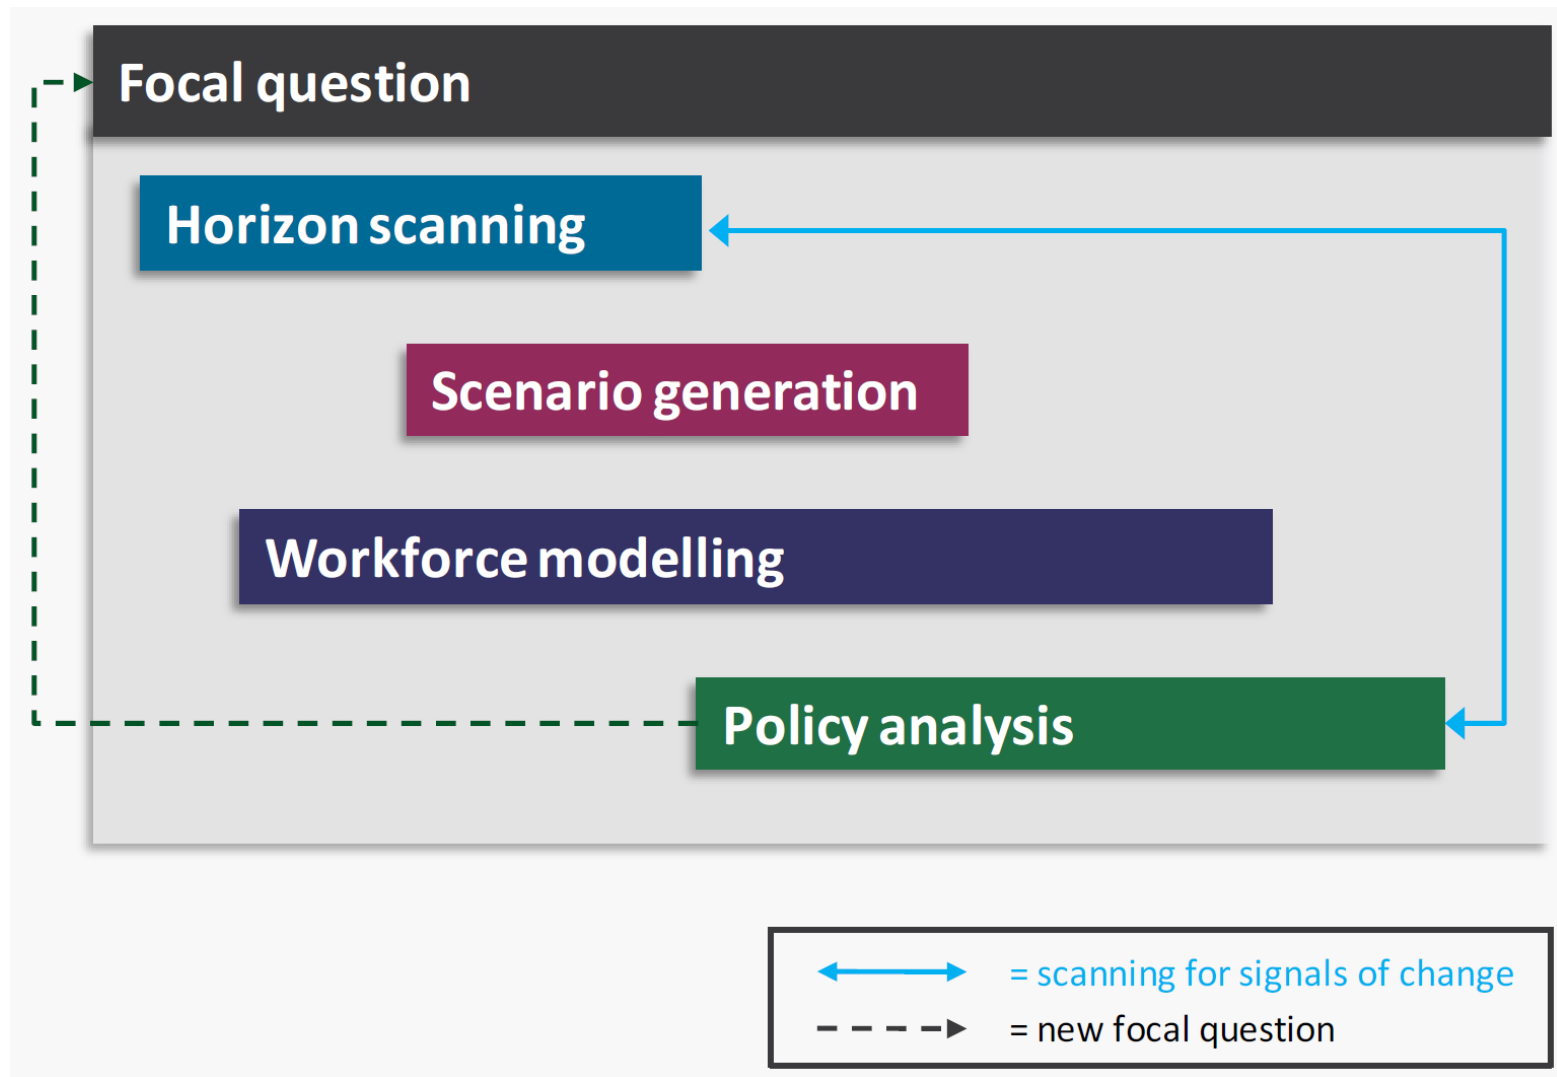 Focal question
Horizon scanning
Scenario generation
Workforce modelling
Policy analysis
= scanning for signals of change
= new focal question